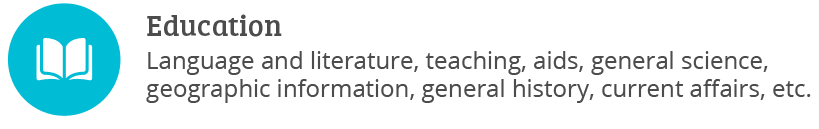 Education
Language and literature, teaching, aids, general science,
geographic information, general history, current affairs, etc.